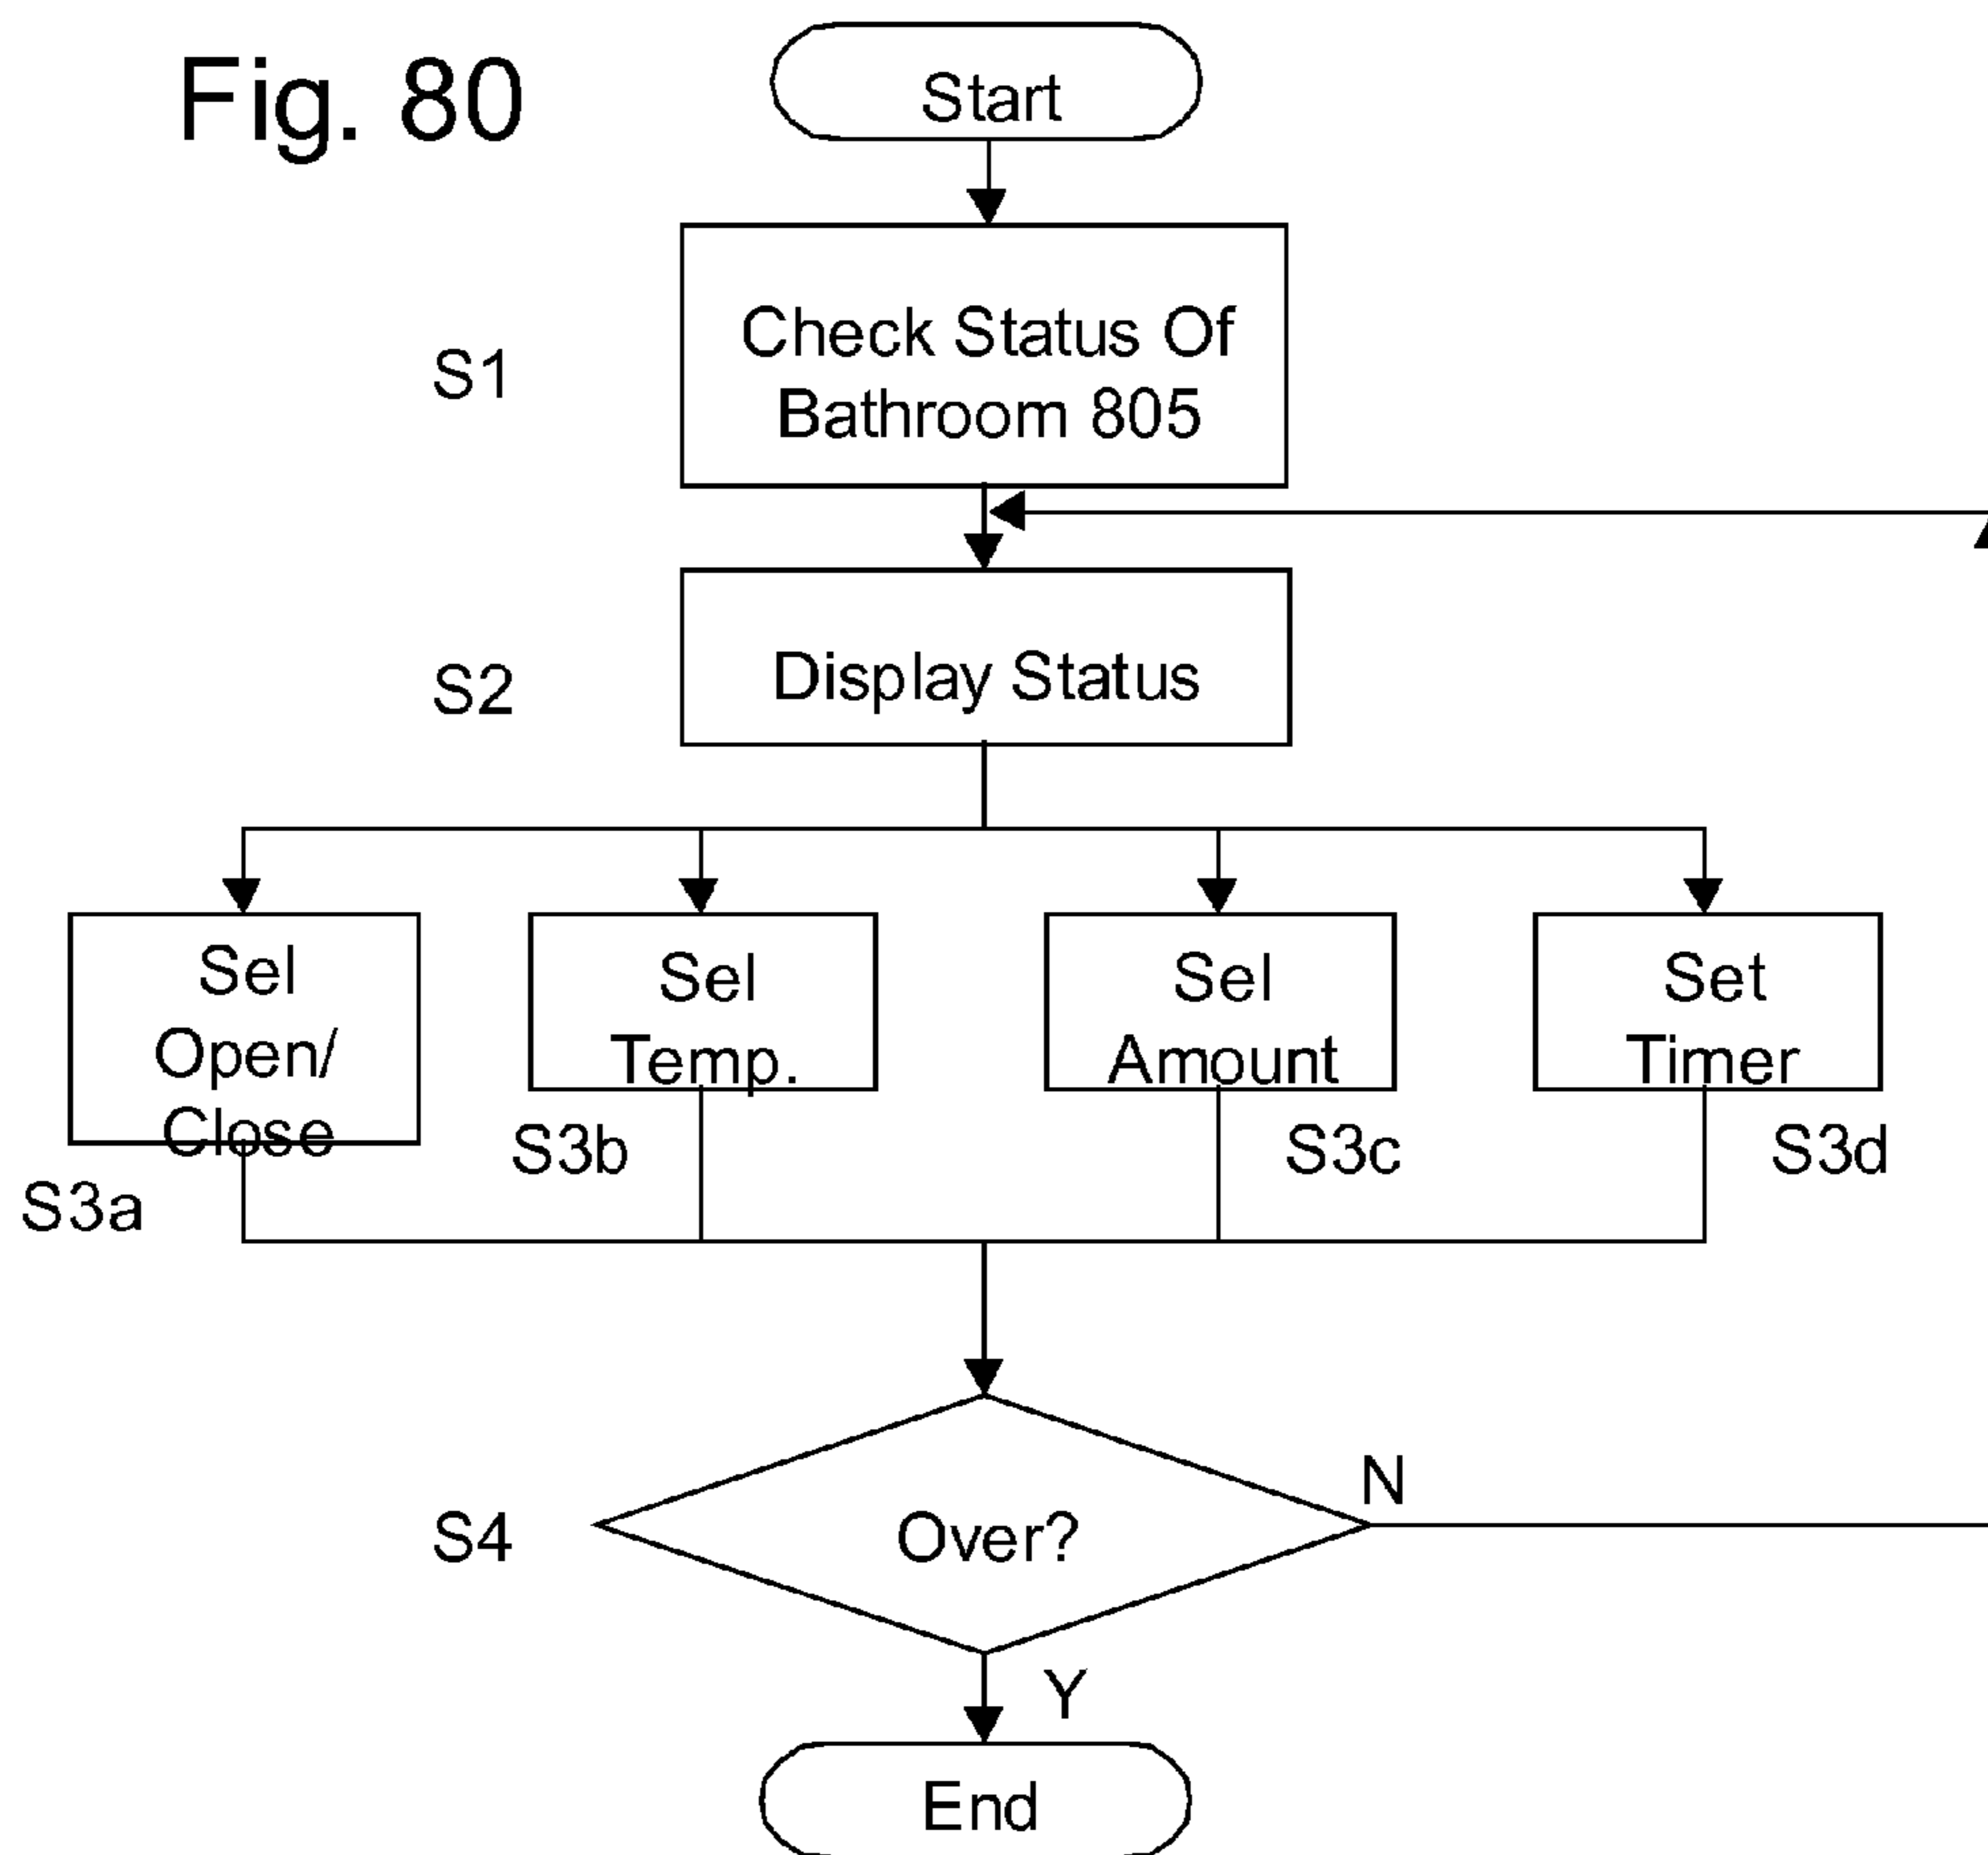 Fig. 80
Start
S1
Check Status Of
Bathroom 805
S2
Display Status
Sel
Open/
Close
S3a
Sel
Temp.
S3b
Sel
Amount
S3c
Set
Timer
S3d
S4
Over?
N
Y
End